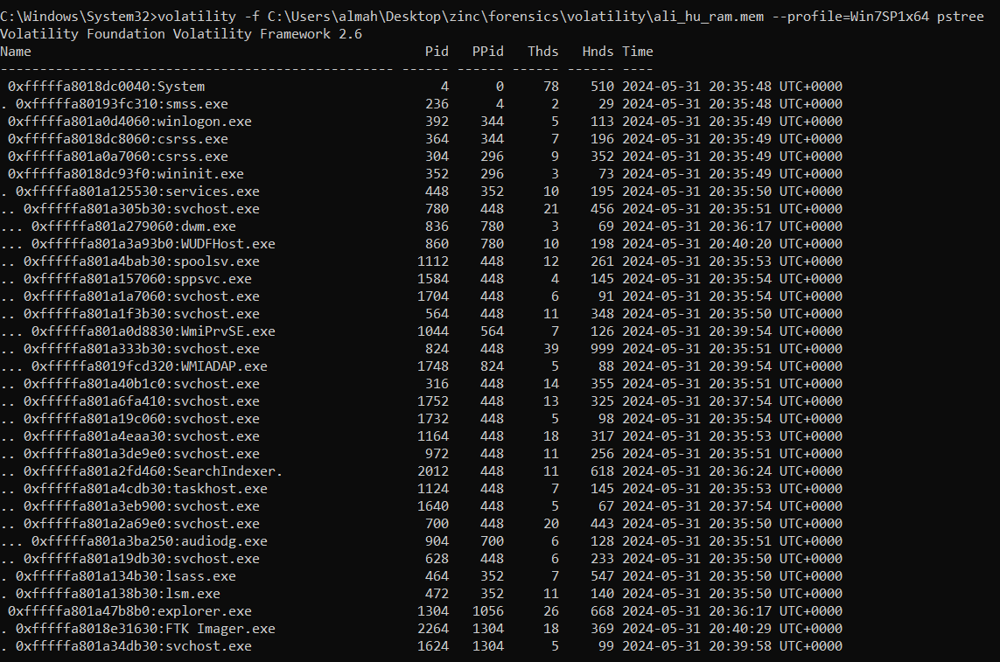 C:\Windows\System32>volatility -f C:\Users\almah\Desktop\zinc\forensics\volatility\ali_hu_ram.mem --profile=Win7SP1x64 pstree
Volatility Foundation Volatility Framework 2.6
Name                                                  Pid   PPid   Thds   Hnds Time
-------------------------------------------------- ------ ------ ------ ------ ----
 0xfffffa8018dc0040:System                              4      0     78    510 2024-05-31 20:35:48 UTC+0000
. 0xfffffa80193fc310:smss.exe                         236      4      2     29 2024-05-31 20:35:48 UTC+0000
 0xfffffa801a0d4060:winlogon.exe                      392    344      5    113 2024-05-31 20:35:49 UTC+0000
 0xfffffa8018dc8060:csrss.exe                         364    344      7    196 2024-05-31 20:35:49 UTC+0000
 0xfffffa801a0a7060:csrss.exe                         304    296      9    352 2024-05-31 20:35:49 UTC+0000
 0xfffffa8018dc93f0:wininit.exe                       352    296      3     73 2024-05-31 20:35:49 UTC+0000
. 0xfffffa801a125530:services.exe                     448    352     10    195 2024-05-31 20:35:50 UTC+0000
.. 0xfffffa801a305b30:svchost.exe                     780    448     21    456 2024-05-31 20:35:51 UTC+0000
... 0xfffffa801a279060:dwm.exe                        836    780      3     69 2024-05-31 20:36:17 UTC+0000
... 0xfffffa801a3a93b0:WUDFHost.exe                   860    780     10    198 2024-05-31 20:40:20 UTC+0000
.. 0xfffffa801a4bab30:spoolsv.exe                    1112    448     12    261 2024-05-31 20:35:53 UTC+0000
.. 0xfffffa801a157060:sppsvc.exe                     1584    448      4    145 2024-05-31 20:35:54 UTC+0000
.. 0xfffffa801a1a7060:svchost.exe                    1704    448      6     91 2024-05-31 20:35:54 UTC+0000
.. 0xfffffa801a1f3b30:svchost.exe                     564    448     11    348 2024-05-31 20:35:50 UTC+0000
... 0xfffffa801a0d8830:WmiPrvSE.exe                  1044    564      7    126 2024-05-31 20:39:54 UTC+0000
.. 0xfffffa801a333b30:svchost.exe                     824    448     39    999 2024-05-31 20:35:51 UTC+0000
... 0xfffffa8019fcd320:WMIADAP.exe                   1748    824      5     88 2024-05-31 20:39:54 UTC+0000
.. 0xfffffa801a40b1c0:svchost.exe                     316    448     14    355 2024-05-31 20:35:51 UTC+0000
.. 0xfffffa801a6fa410:svchost.exe                    1752    448     13    325 2024-05-31 20:37:54 UTC+0000
.. 0xfffffa801a19c060:svchost.exe                    1732    448      5     98 2024-05-31 20:35:54 UTC+0000
.. 0xfffffa801a4eaa30:svchost.exe                    1164    448     18    317 2024-05-31 20:35:53 UTC+0000
.. 0xfffffa801a3de9e0:svchost.exe                     972    448     11    256 2024-05-31 20:35:51 UTC+0000
.. 0xfffffa801a2fd460:SearchIndexer.                 2012    448     11    618 2024-05-31 20:36:24 UTC+0000
.. 0xfffffa801a4cdb30:taskhost.exe                   1124    448      7    145 2024-05-31 20:35:53 UTC+0000
.. 0xfffffa801a3eb900:svchost.exe                    1640    448      5     67 2024-05-31 20:37:54 UTC+0000
.. 0xfffffa801a2a69e0:svchost.exe                     700    448     20    443 2024-05-31 20:35:50 UTC+0000
... 0xfffffa801a3ba250:audiodg.exe                    904    700      6    128 2024-05-31 20:35:51 UTC+0000
.. 0xfffffa801a19db30:svchost.exe                     628    448      6    233 2024-05-31 20:35:50 UTC+0000
. 0xfffffa801a134b30:lsass.exe                        464    352      7    547 2024-05-31 20:35:50 UTC+0000
. 0xfffffa801a138b30:lsm.exe                          472    352     11    140 2024-05-31 20:35:50 UTC+0000
 0xfffffa801a47b8b0:explorer.exe                     1304   1056     26    668 2024-05-31 20:36:17 UTC+0000
. 0xfffffa8018e31630:FTK Imager.exe                  2264   1304     18    369 2024-05-31 20:40:29 UTC+0000
. 0xfffffa801a34db30:svchost.exe                     1624   1304      5     99 2024-05-31 20:39:58 UTC+0000